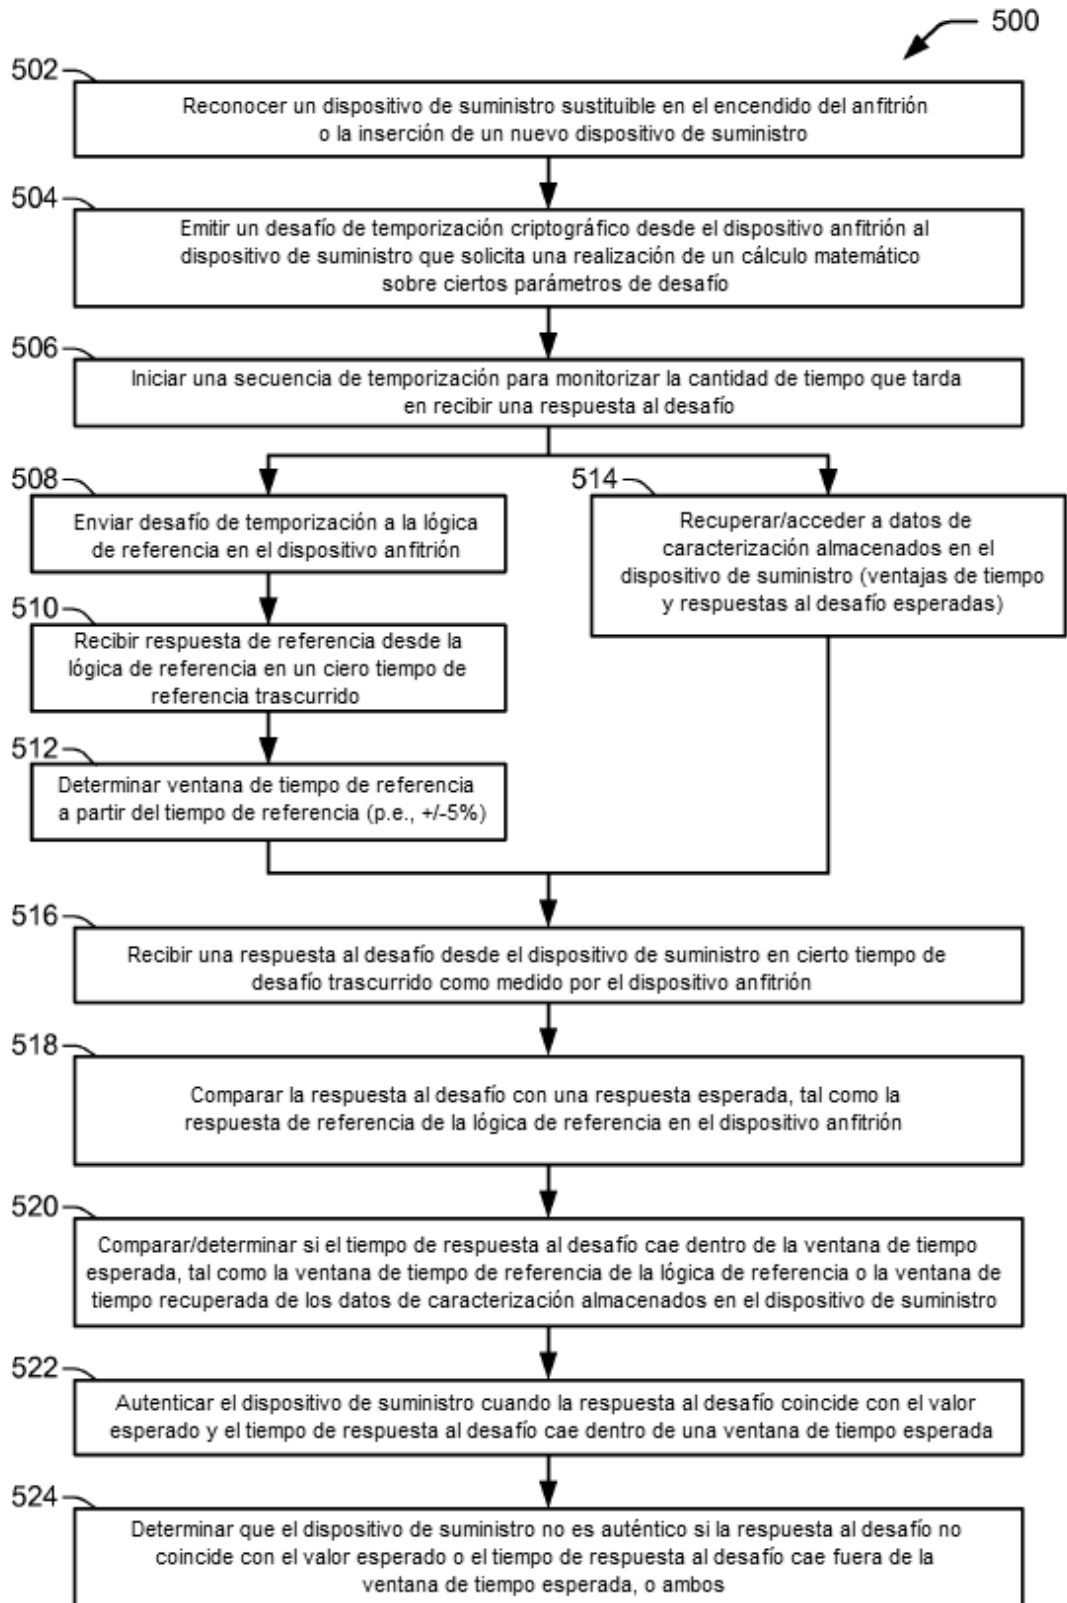 500
502
Reconocer un dispositivo de suministro sustituible en el encendido del anfitrión
o la inserción de un nuevo dispositivo de suministro
504
Emitir un desafío de temporización criptográfico desde el dispositivo anfitrión al
dispositivo de suministro que solicita una realización de un cálculo matemático
sobre ciertos parámetros de desafío
506
Iniciar una secuencia de temporización para monitorizar la cantidad de tiempo que tarda
en recibir una respuesta al desafío
508
Enviar desafío de temporización a la lógica
de referencia en el dispositivo anfitrión
510
Recibir respuesta de referencia desde la
lógica de referencia en un ciero tiempo de
referencia trascurrido
512
Determinar ventana de tiempo de referencia
a partir del tiempo de referencia (p.e., +/-5%)
514
Recuperar/acceder a datos de
caracterización almacenados en el
dispositivo de suministro (ventajas de tiempo
y respuestas al desafío esperadas)
516
Recibir una respuesta al desafío desde el dispositivo de suministro en cierto tiempo de
desafío trascurrido como medido por el dispositivo anfitrión
518
Comparar la respuesta al desafío con una respuesta esperada, tal como la
respuesta de referencia de la lógica de referencia en el dispositivo anfitrión
520
Comparar/determinar si el tiempo de respuesta al desafío cae dentro de la ventana de tiempo
esperada, tal como la ventana de tiempo de referencia de la lógica de referencia o la ventana de
tiempo recuperada de los datos de caracterización almacenados en el dispositivo de suministro
522
Autenticar el dispositivo de suministro cuando la respuesta al desafío coincide con el valor
esperado y el tiempo de respuesta al desafío cae dentro de una ventana de tiempo esperada
524
Determinar que el dispositivo de suministro no es auténtico si la respuesta al desafío no
coincide con el valor esperado o el tiempo de respuesta al desafío cae fuera de la
ventana de tiempo esperada, o ambos